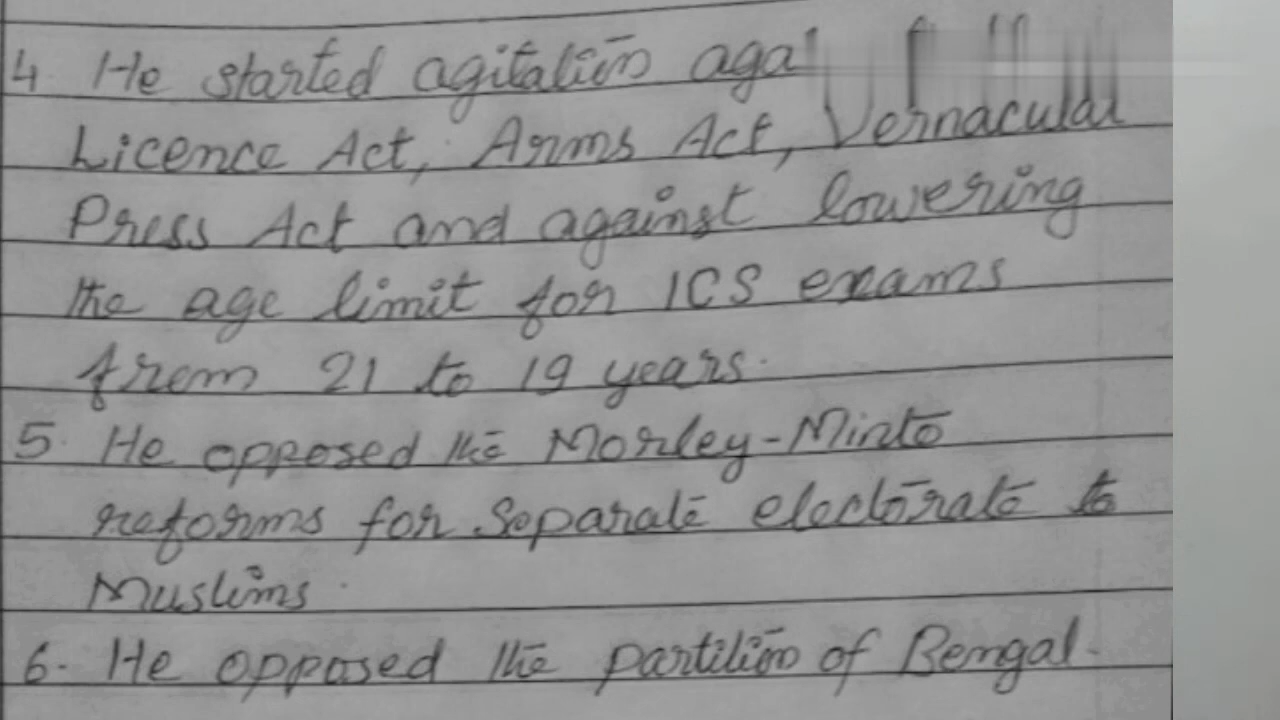 4 He started agitation
Licence Act, Arms Act, Vernacular
Press Act and against lowering
the age limit for ICS exams
from 21 to 19 years.
5. He opposed the Morley-Minto
reforms for separate electorate to
Muslims.
6. He opposed the partition of Bengal.